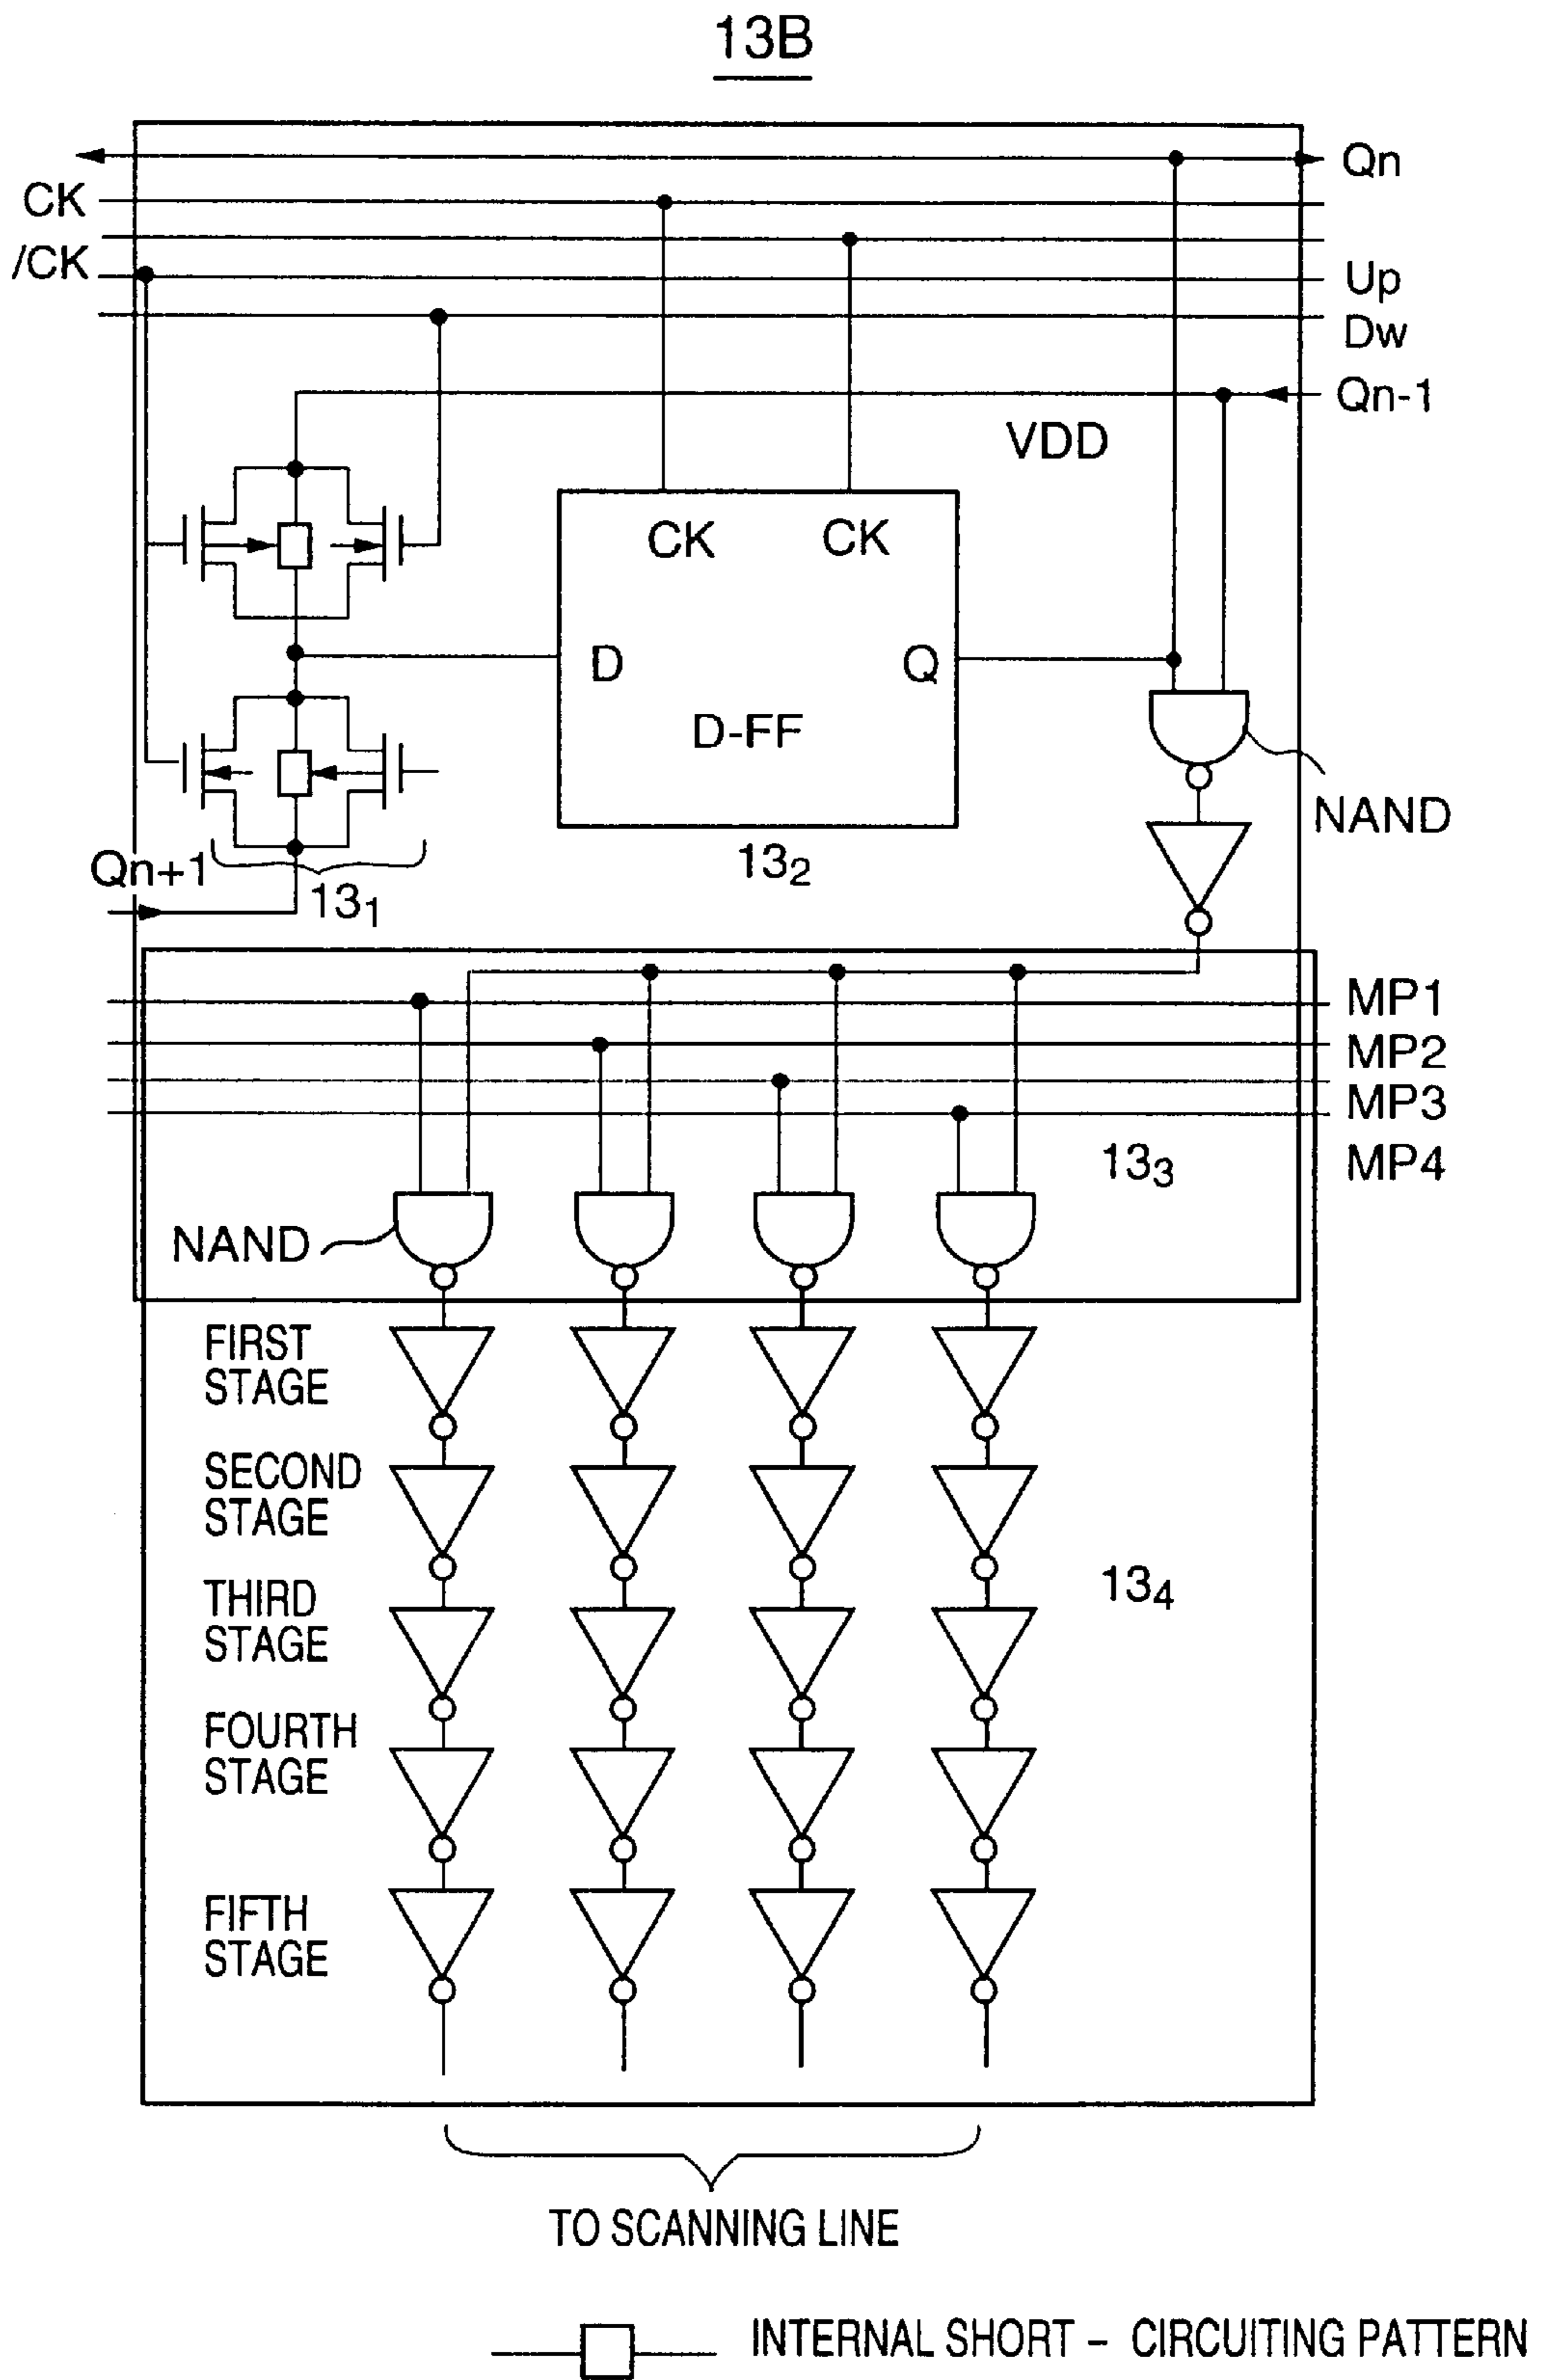 13B
Qn
CK
/CK
Up
Dw
Qn-1
VDD
CK CK
D Q
D-FF
NAND
13₂
Qn+1
13₁
MP1
MP2
MP3
13₃
MP4
NAND
FIRST
STAGE
SECOND
STAGE
13₄
THIRD
STAGE
FOURTH
STAGE
FIFTH
STAGE
TO SCANNING LINE
INTERNAL SHORT – CIRCUITING PATTERN